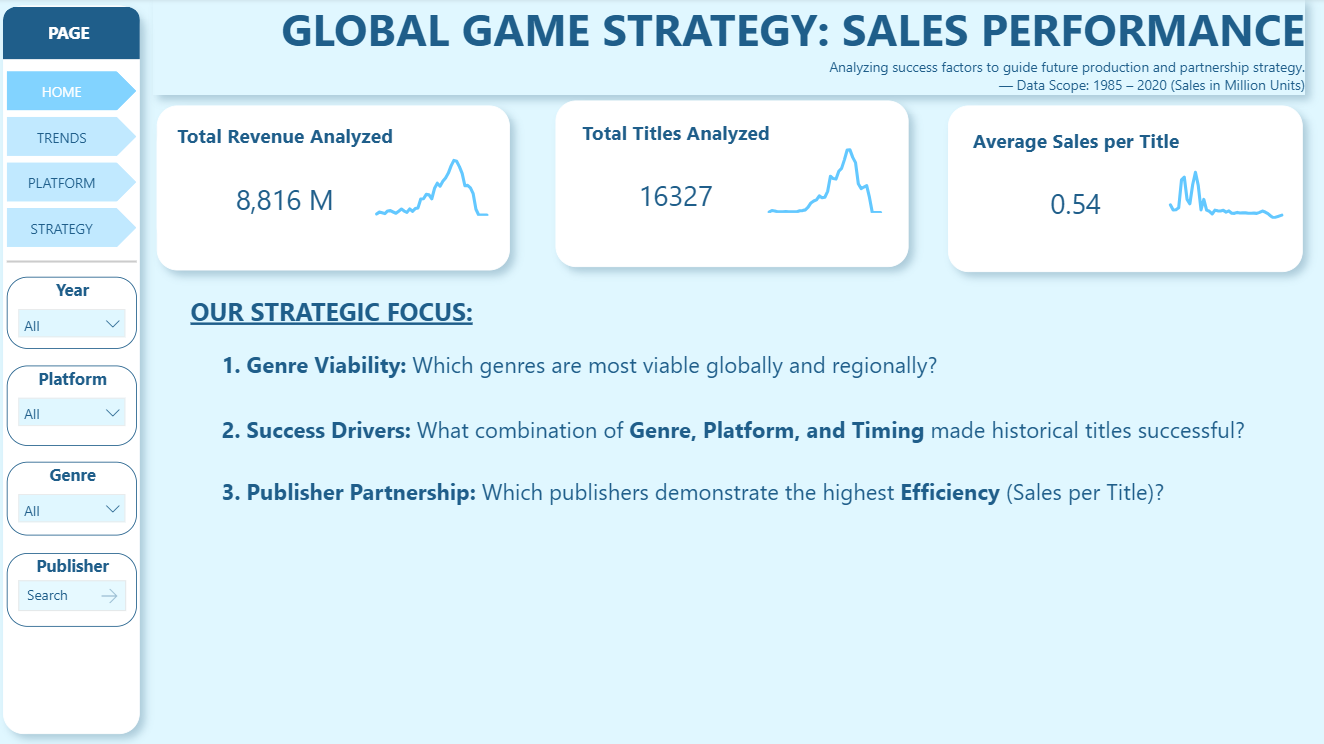 PAGE
HOME
TRENDS
PLATFORM
STRATEGY
Year
All
Platform
All
Genre
All
Publisher
Search
GLOBAL GAME STRATEGY: SALES PERFORMANCE
Analyzing success factors to guide future production and partnership strategy.
— Data Scope: 1985 – 2020 (Sales in Million Units)
Total Revenue Analyzed
8,816 M
Total Titles Analyzed
16327
Average Sales per Title
0.54
OUR STRATEGIC FOCUS:
1. Genre Viability: Which genres are most viable globally and regionally?
2. Success Drivers: What combination of Genre, Platform, and Timing made historical titles successful?
3. Publisher Partnership: Which publishers demonstrate the highest Efficiency (Sales per Title)?